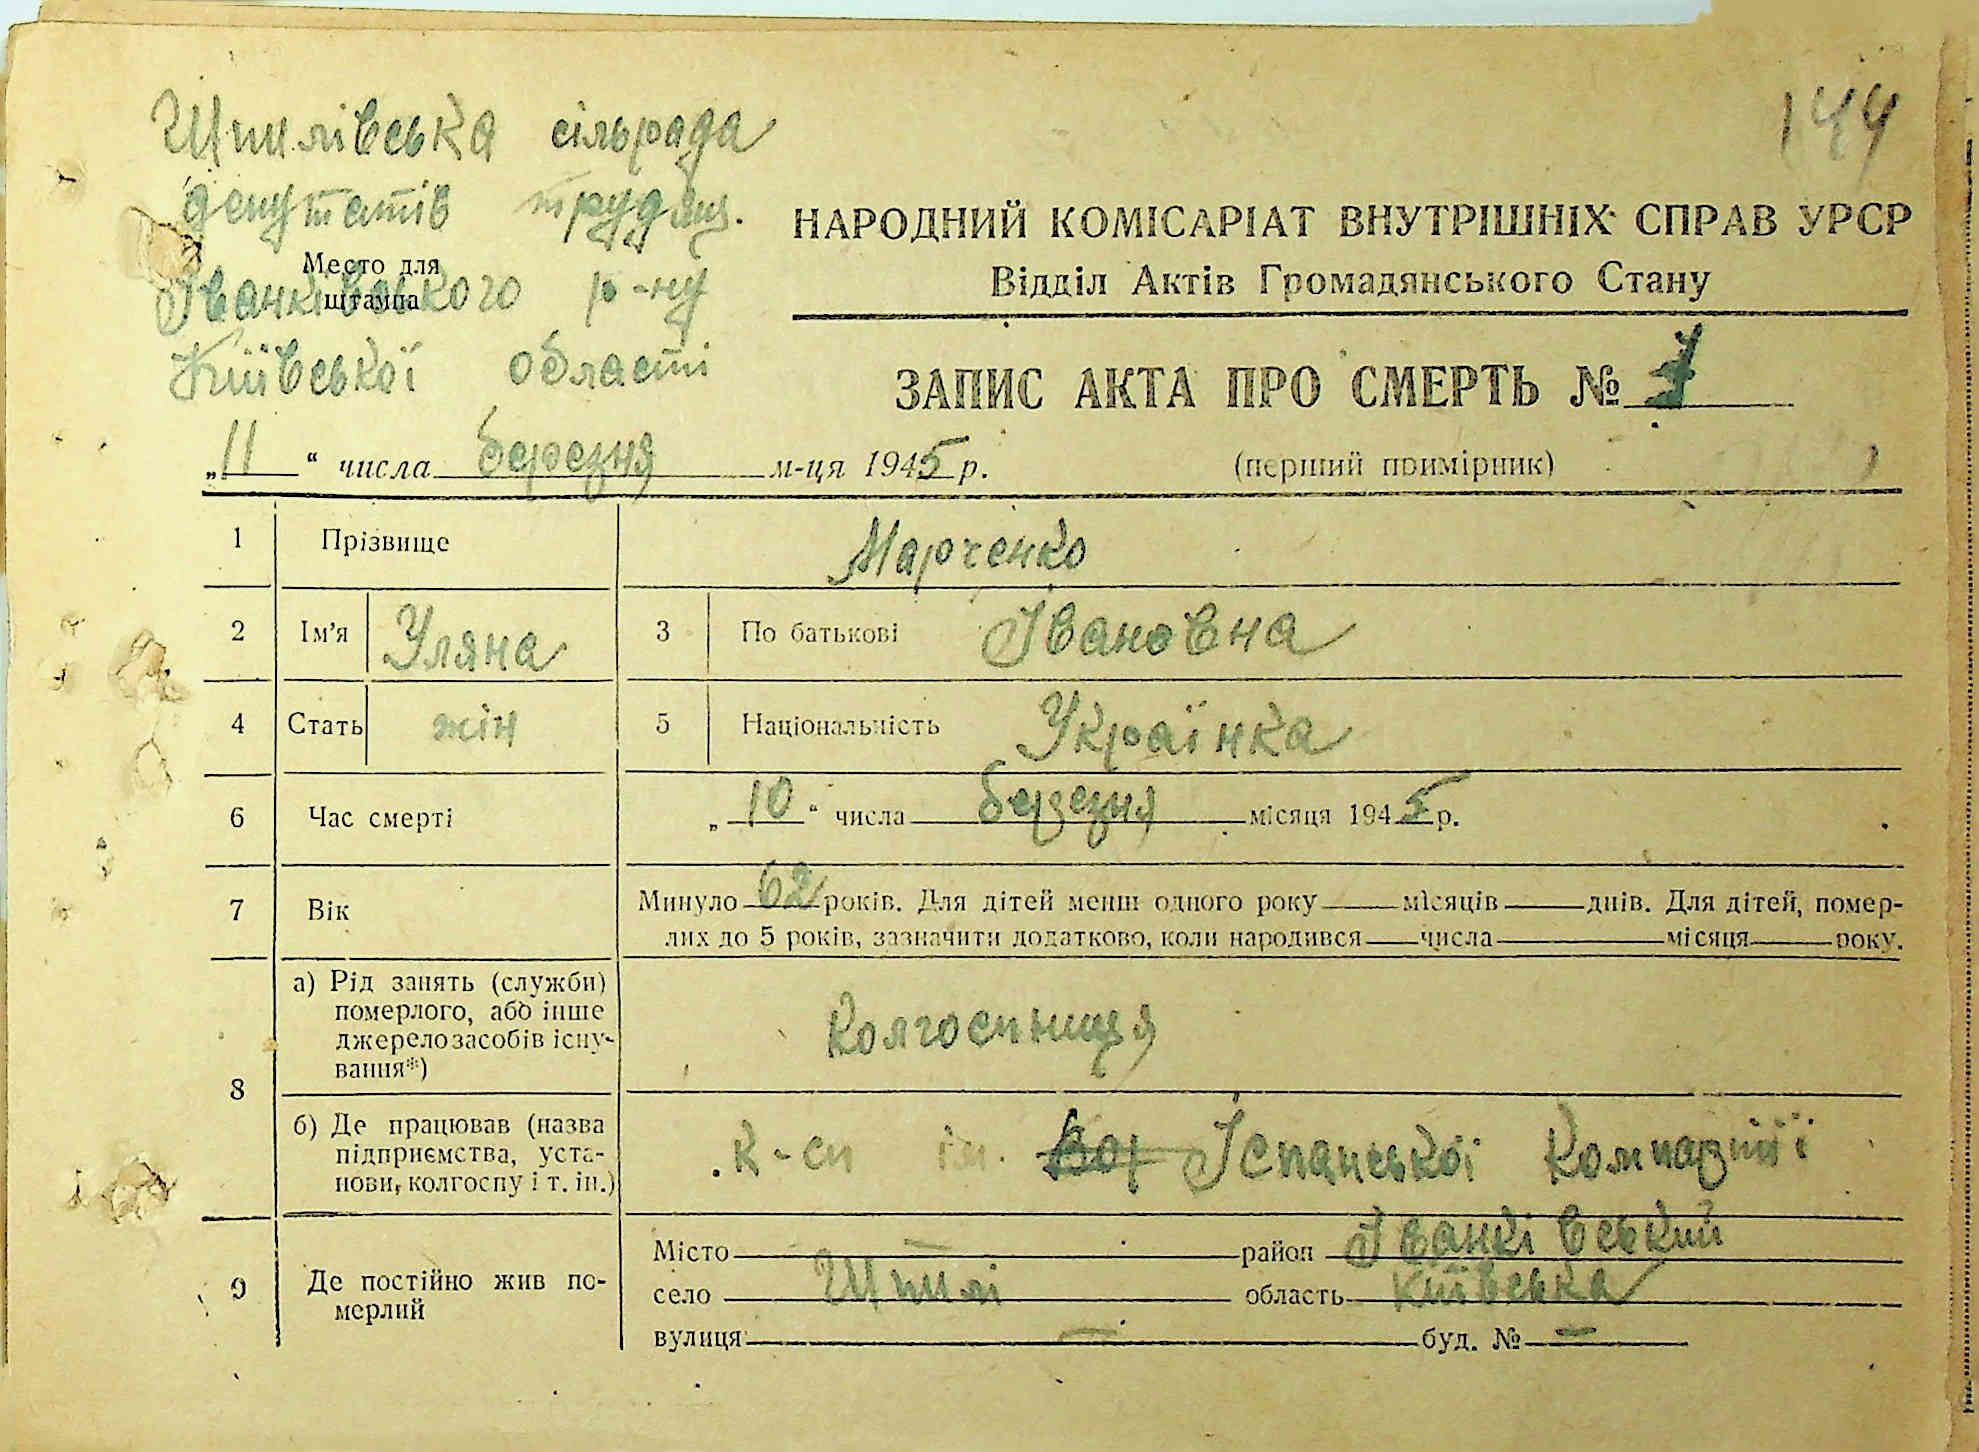 144
Шпилівська сільрада
депутатів трудящ.
Место для
штампа
Іванківського р-ну
Київської області
НАРОДНИЙ КОМІСАРІАТ ВНУТРІШНІХ СПРАВ УРСР
Відділ Актів Громадянського Стану
ЗАПИС АКТА ПРО СМЕРТЬ №
„11“ числа березня м-ця 1945 р.
(перший примірник)
1 Прізвище Марченко
2 Ім'я Уляна 3 По батькові Івановна
4 Стать жін 5 Національність Українка
6 Час смерті „10“ числа березня місяця 1945 р.
7 Вік Минуло 62 років. Для дітей менш одного року місяців днів. Для дітей, помер-
лих до 5 років, зазначити додатково, коли народився числа місяця року.
8 а) Рід занять (служби)
померлого, або інше
джерело засобів існу-
вання*)
Колгоспниця
б) Де працював (назва
підприємства, уста-
нови, колгоспу і т. ін.)
к-сп ім. Іспанської Компартії
9 Де постійно жив по-
мерлий
Місто — район Іванківський
село Шпилі область Київська
вулиця — буд. № —